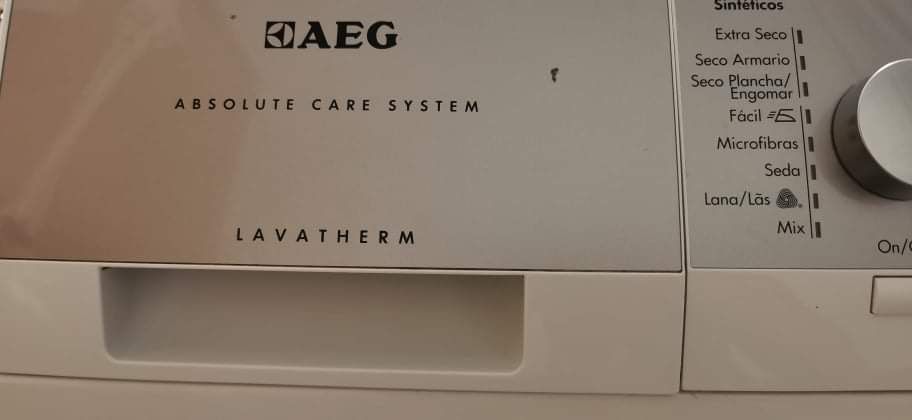 AEG
ABSOLUTE CARE SYSTEM
LAVATHERM
Sintéticos
Extra Seco
Seco Armario
Seco Plancha/
Engomar
Fácil
Microfibras
Seda
Lana/Lãs
Mix
On/